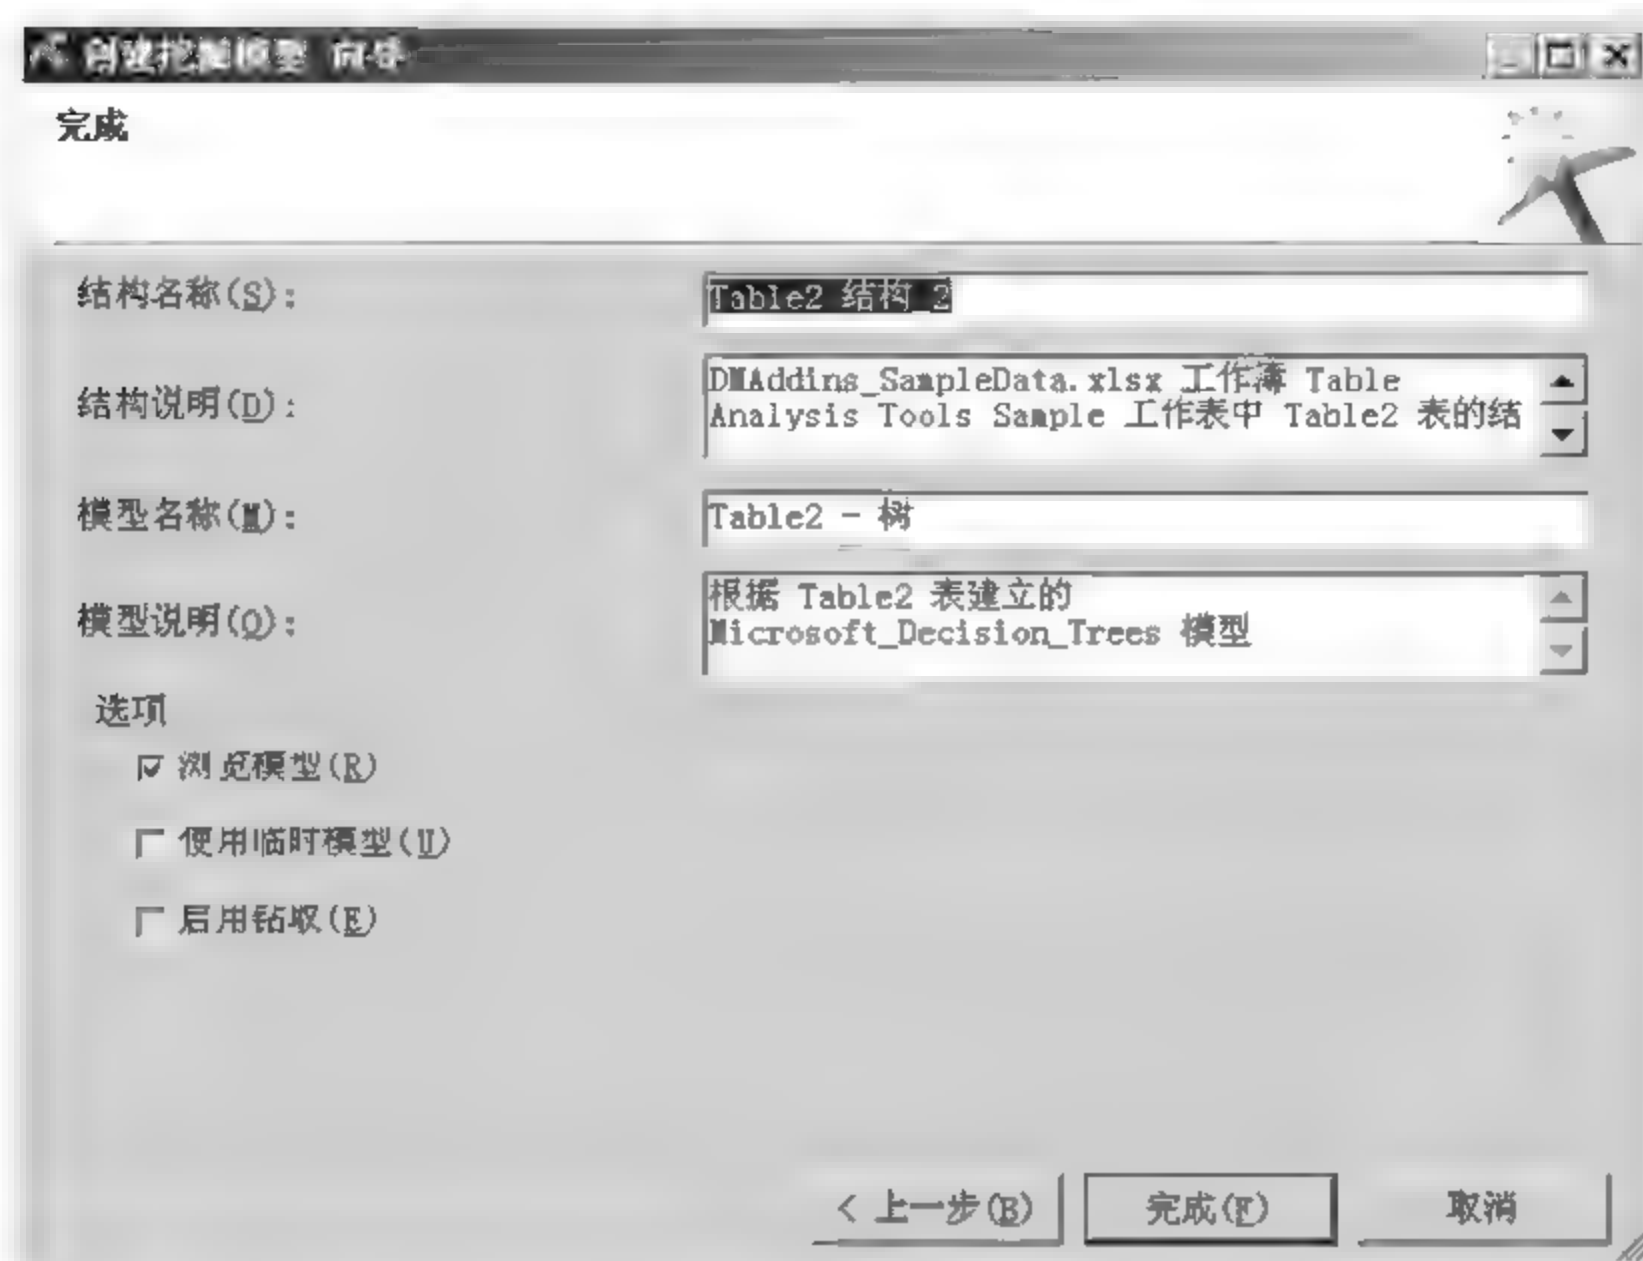 创建挖掘模型 向导
完成
结构名称(S):
Table2 结构_2
结构说明(D):
DMAddins_SampleData.xlsx 工作簿 Table
Analysis Tools Sample 工作表中 Table2 表的结
模型名称(M):
Table2 - 树
模型说明(O):
根据 Table2 表建立的
Microsoft_Decision_Trees 模型
选项
浏览模型(R)
使用临时模型(U)
启用钻取(E)
< 上一步(B)
完成(F)
取消